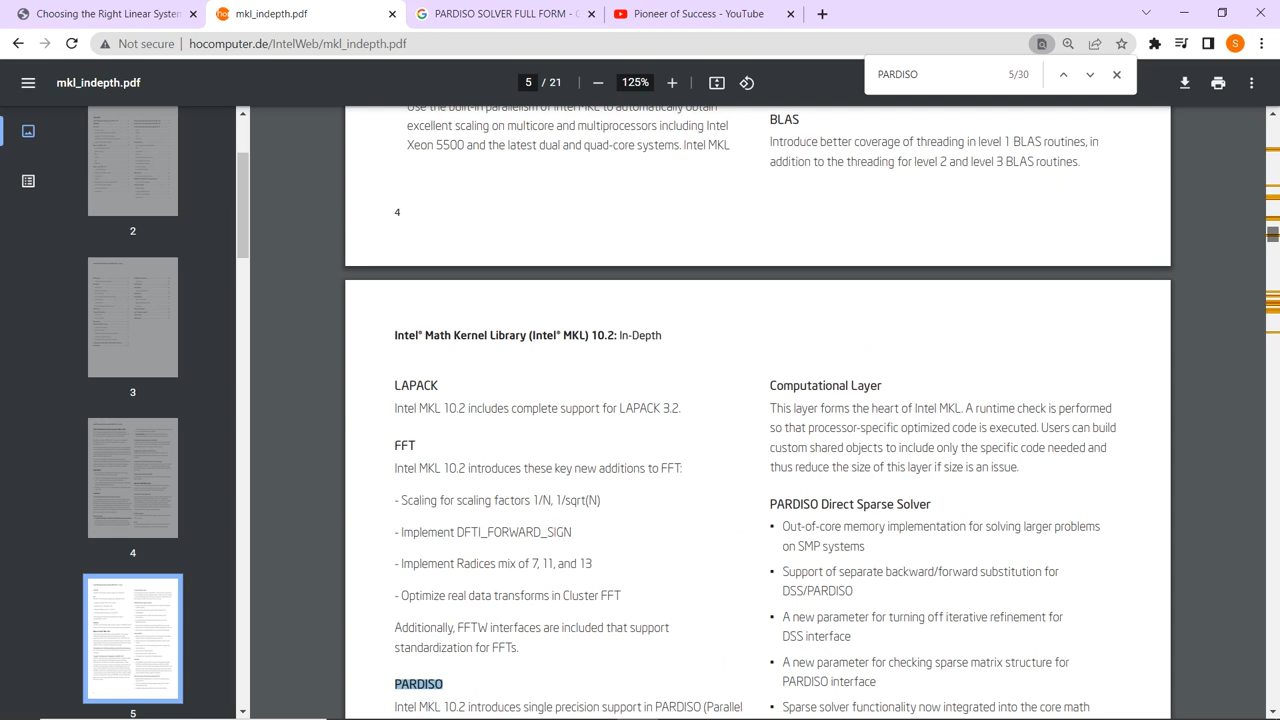 Choosing the Right Linear System
mkl_indepth.pdf
PARDISO SOLVER FULL FORM - G
Pictures of Success - YouTube
Not secure
hocomputer.de/IntelWeb/mkl_indepth.pdf
S
PARDISO
5/30
mkl_indepth.pdf
5 / 21
125%
2
3
4
5
Use the built-in parallelism of Intel MKL to automatically obtain
excellent scaling on modern multiprocessors, including Intel
Xeon 5500 and the latest dual and quad-core systems. Intel MKL
4
BLAS
Introduce better coverage of threading in level 1 BLAS routines, in
addition to the threading for level 2 and level 3 BLAS routines.
Intel® Math Kernel Library (Intel® MKL) 10.2: In-Depth
LAPACK
Intel MKL 10.2 includes complete support for LAPACK 3.2.
FFT
Intel MKL 10.2 introduces these key new additions to FFT:
- Scaling for scaling factors 1/N and sqrt(N)
- Implement DFTI_FORWARD_SIGN
- Implement Radices mix of 7, 11 and 13
- Optimize real data transforms in Cluster FFT
PARDISO
Intel MKL 10.2 introduces single precision support in PARDISO (Parallel
Computational Layer
This layer forms the heart of Intel MKL. A runtime check is performed
so that processor-specific optimized code is executed. Users can build
custom shared objects to include only the specific code needed and
thus reduce the size of this layer if size is an issue.
PARDISO Direct Sparse Solver
• Out-of-core memory implementation for solving larger problems
on SMP systems
• Support of separate backward/forward substitution for
DSS/PARDISO
• A new parameter for turning off iterative refinement for
DSS interface
• A new parameter for checking sparse matrix structure for
PARDISO interface
• Sparse solver functionality now integrated into the core math